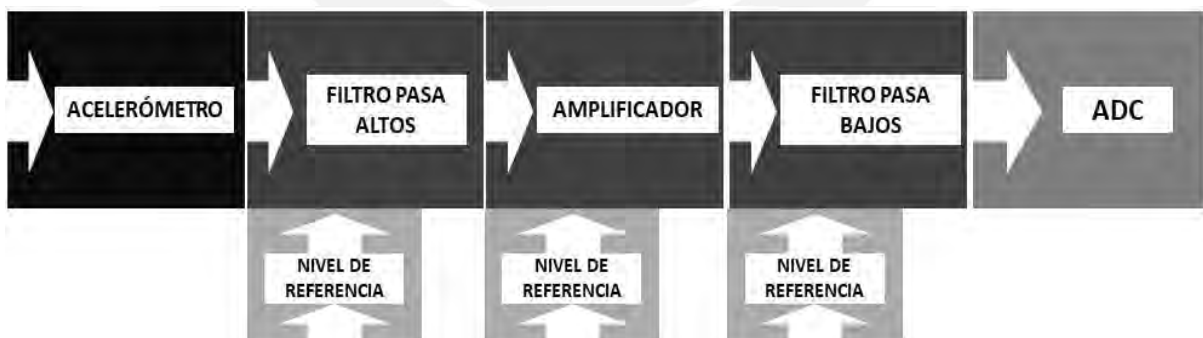 ACELERÓMETRO
FILTRO PASA
ALTOS
AMPLIFICADOR
FILTRO PASA
BAJOS
ADC
NIVEL DE
REFERENCIA
NIVEL DE
REFERENCIA
NIVEL DE
REFERENCIA